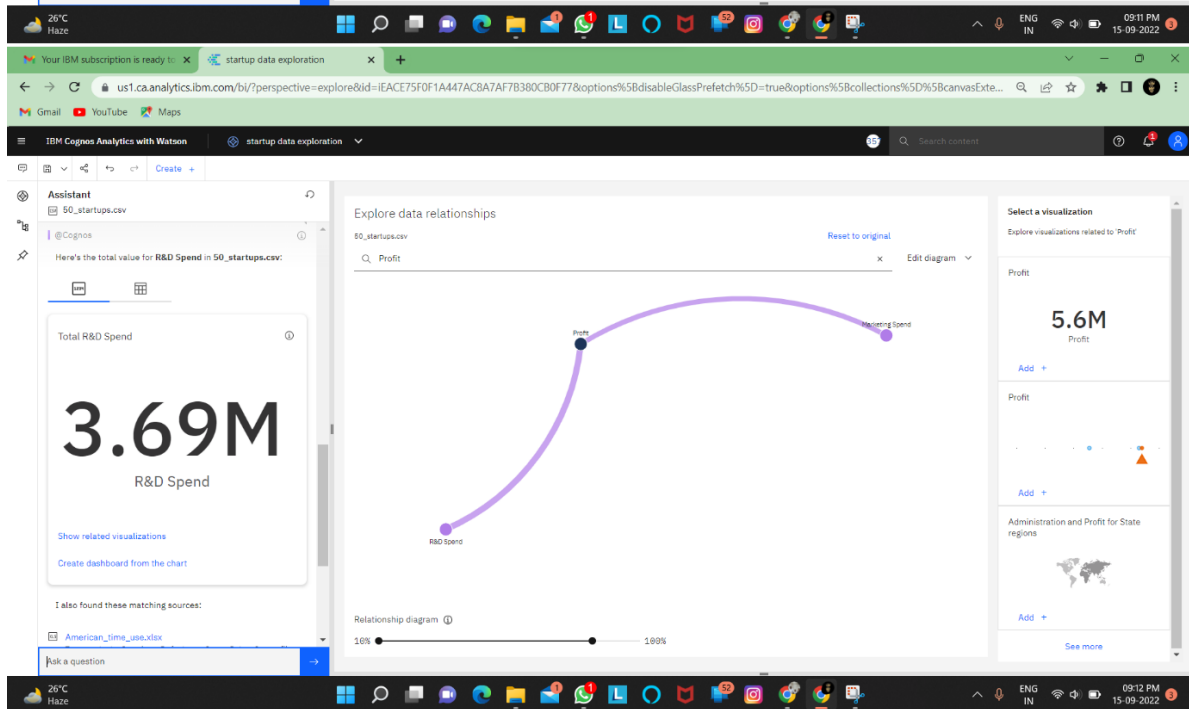 26°C
Haze
ENG
IN
09:11 PM
15-09-2022
3
1
52
Your IBM subscription is ready to
startup data exploration
us1.ca.analytics.ibm.com/bi/?perspective=explore&id=iEACE75F0F1A447AC8A7AF7B380CB0F77&options%5BdisableGlassPrefetch%5D=true&options%5Bcollections%5D%5BcanvasExte...
Gmail YouTube Maps
IBM Cognos Analytics with Watson startup data exploration
357 Search content
Create +
Assistant
50_startups.csv
@Cognos
Here's the total value for R&D Spend in 50_startups.csv:
Total R&D Spend
3.69M
R&D Spend
Show related visualizations
Create dashboard from the chart
I also found these matching sources:
American_time_use.xlsx
Ask a question
Explore data relationships
50_startups.csv
Reset to original
Profit
Edit diagram
Profit
Marketing Spend
R&D Spend
Relationship diagram
10% 100%
Select a visualization
Explore visualizations related to 'Profit'
Profit
5.6M
Profit
Add +
Profit
Add +
Administration and Profit for State regions
Add +
See more
26°C
Haze
1
52
ENG
IN
09:12 PM
15-09-2022
3